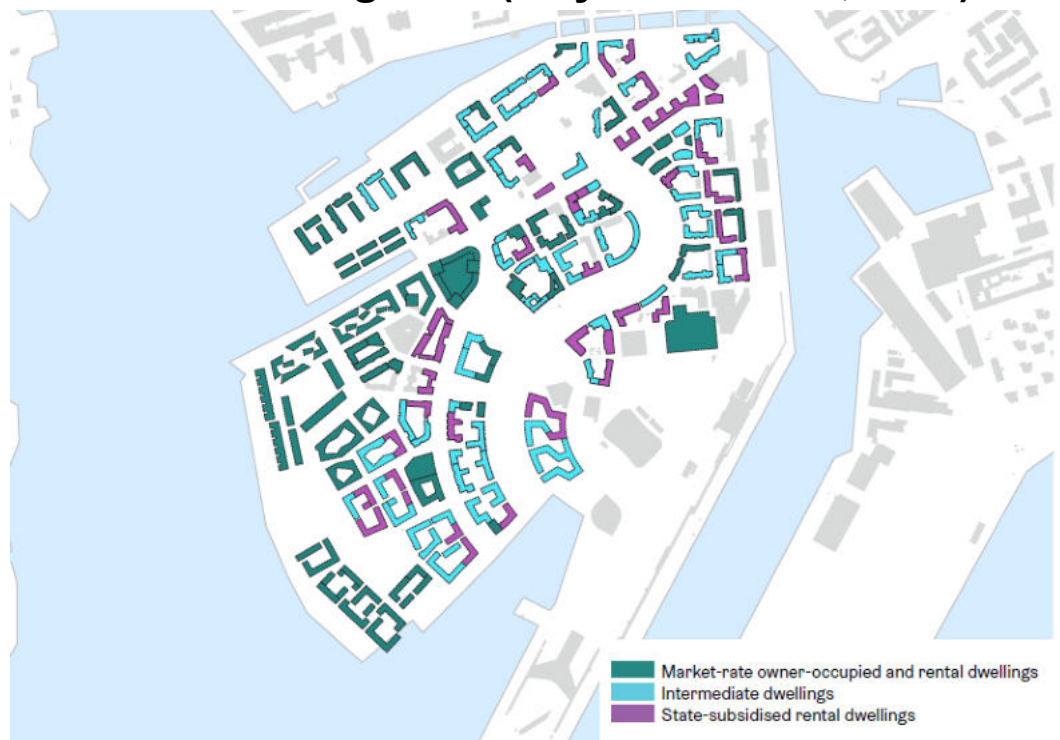 Market-rate owner-occupied and rental dwellings
Intermediate dwellings
State-subsidised rental dwellings